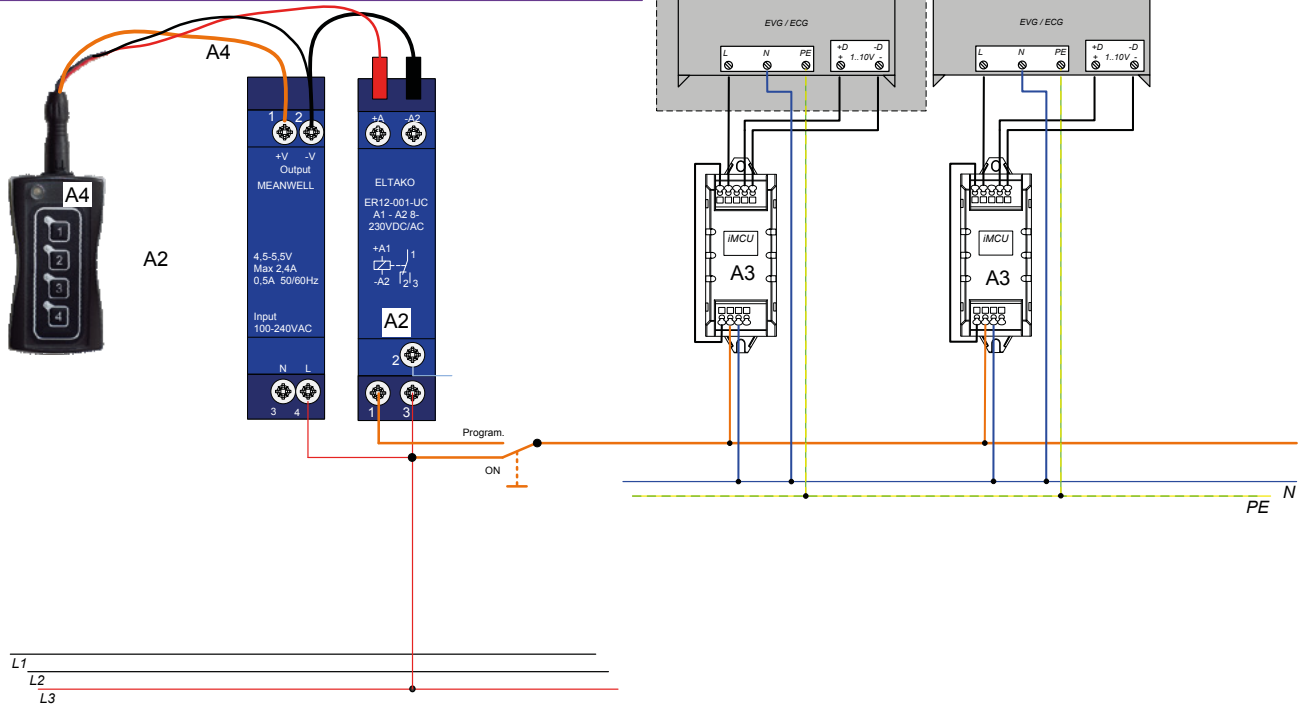 A4
A4
1
2
3
4
A2
1 2
+V -V
Output
MEANWELL
4,5-5,5V
Max 2,4A
0,5A 50/60Hz
Input
100-240VAC
N L
3 4
+A -A2
ELTAKO
ER12-001-UC
A1 - A2 8-
230VDC/AC
+A1
1
-A2
2 3
A2
2
1 3
Program.
ON
EVG / ECG
L N PE
+D -D
+ 1..10V -
iMCU
A3
EVG / ECG
L N PE
+D -D
+ 1..10V -
iMCU
A3
N
PE
L1
L2
L3